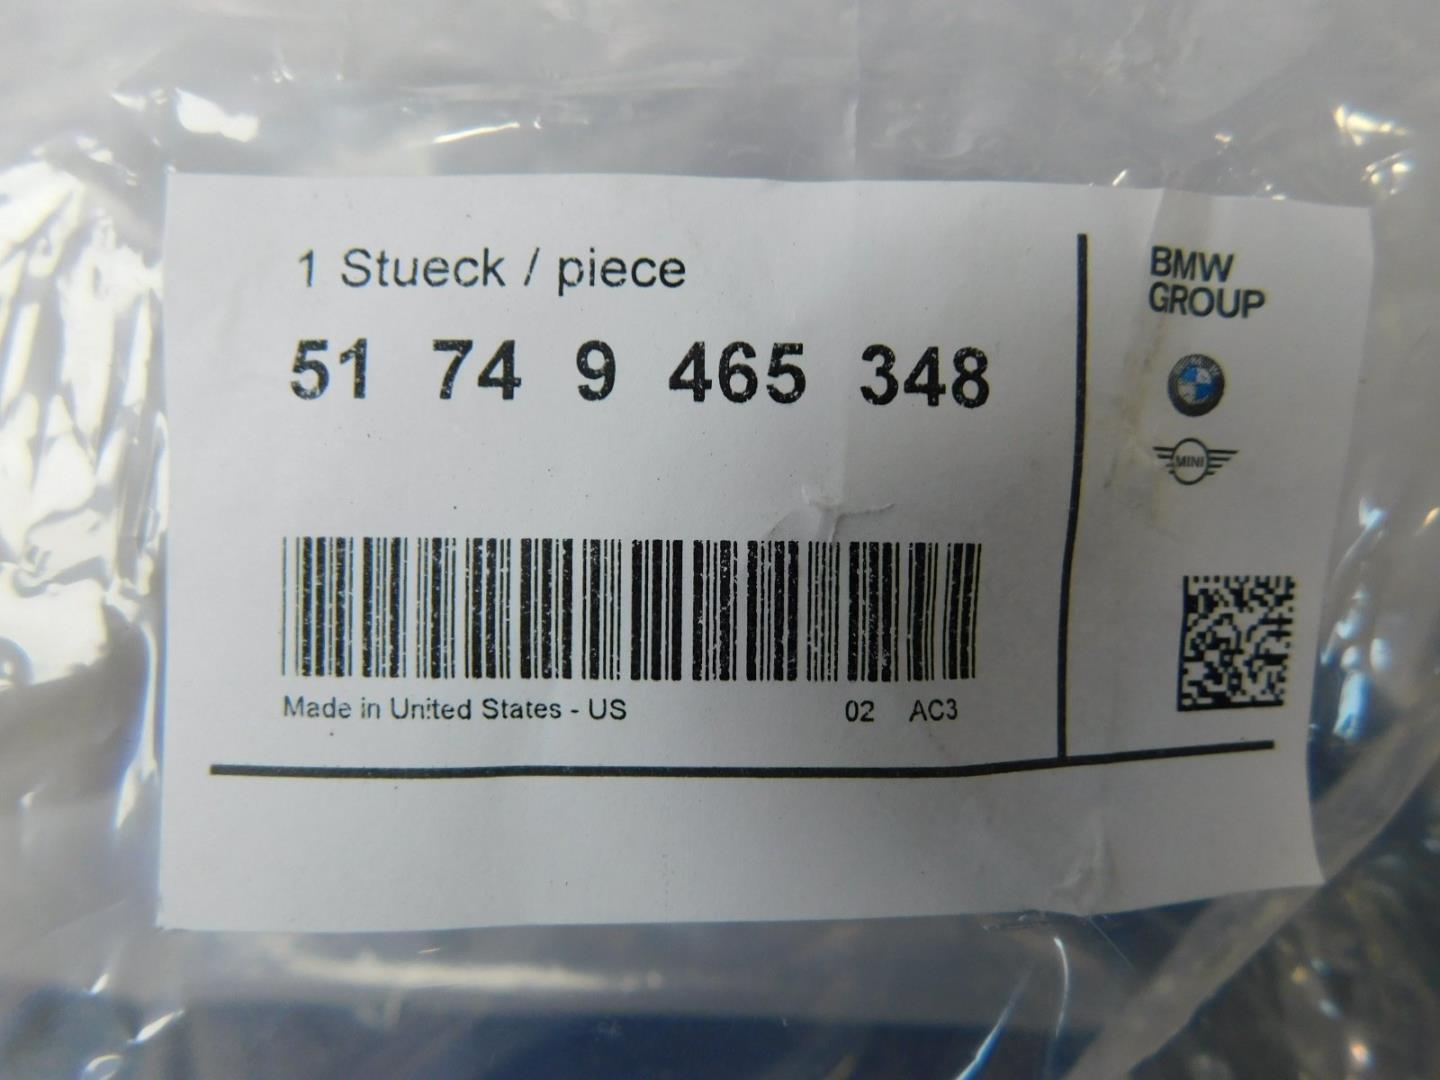 1 Stueck / piece
51 74 9 465 348
Made in United States - US 02 AC3
BMW
GROUP
MINI